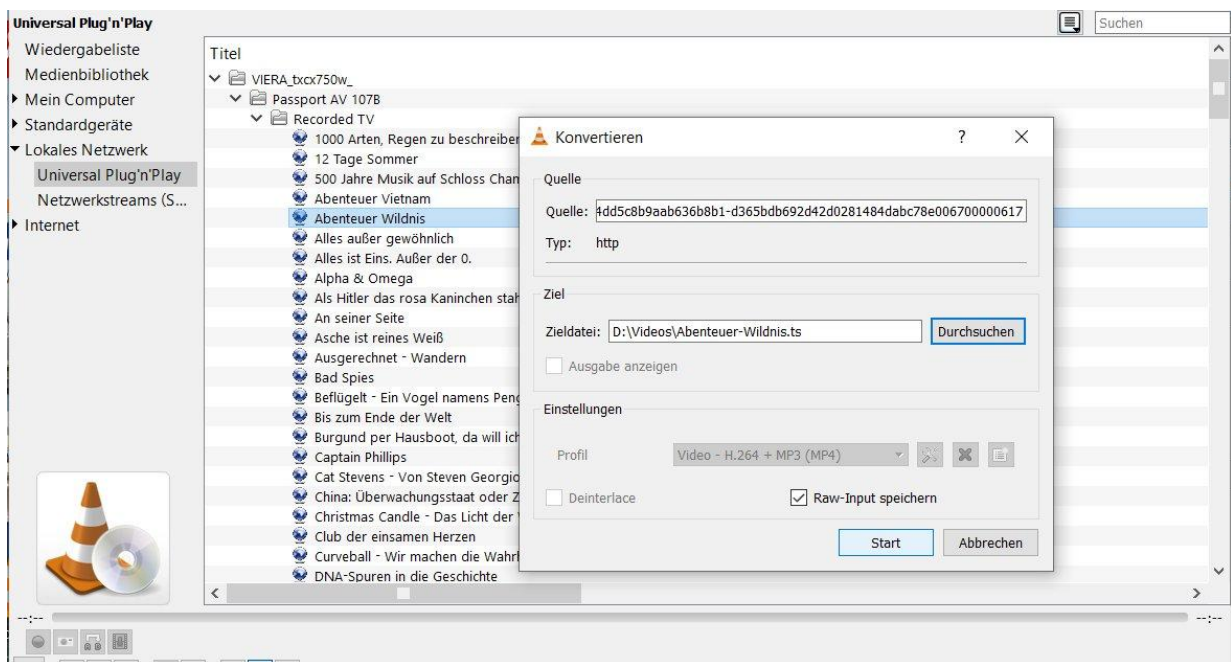 Universal Plug'n'Play
Suchen
Wiedergabeliste
Medienbibliothek
Mein Computer
Standardgeräte
Lokales Netzwerk
Universal Plug'n'Play
Netzwerkstreams (S...
Internet
Titel
VIERA_txcx750w_
Passport AV 107B
Recorded TV
1000 Arten, Regen zu beschreiben
12 Tage Sommer
500 Jahre Musik auf Schloss Cham
Abenteuer Vietnam
Abenteuer Wildnis
Alles außer gewöhnlich
Alles ist Eins. Außer der 0.
Alpha & Omega
Als Hitler das rosa Kaninchen stah
An seiner Seite
Asche ist reines Weiß
Ausgerechnet - Wandern
Bad Spies
Beflügelt - Ein Vogel namens Peng
Bis zum Ende der Welt
Burgund per Hausboot, da will ich
Captain Phillips
Cat Stevens - Von Steven Georgio
China: Überwachungsstaat oder Z
Christmas Candle - Das Licht der
Club der einsamen Herzen
Curveball - Wir machen die Wahrh
DNA-Spuren in die Geschichte
Konvertieren
?
Quelle
Quelle: 4dd5c8b9aab636b8b1-d365bdb692d42d0281484dabc78e006700000617
Typ: http
Ziel
Zieldatei: D:\Videos\Abenteuer-Wildnis.ts
Durchsuchen
Ausgabe anzeigen
Einstellungen
Profil
Video - H.264 + MP3 (MP4)
Deinterlace
Raw-Input speichern
Start
Abbrechen
--:--
--:--